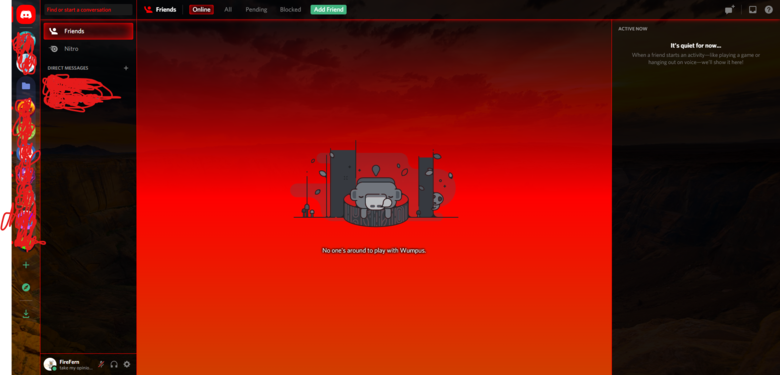 Find or start a conversation
Friends
Online
All
Pending
Blocked
Add Friend
Friends
Nitro
DIRECT MESSAGES
ACTIVE NOW
It's quiet for now...
When a friend starts an activity—like playing a game or
hanging out on voice—we'll show it here!
No one's around to play with Wumpus.
FireFern
take my opinio...